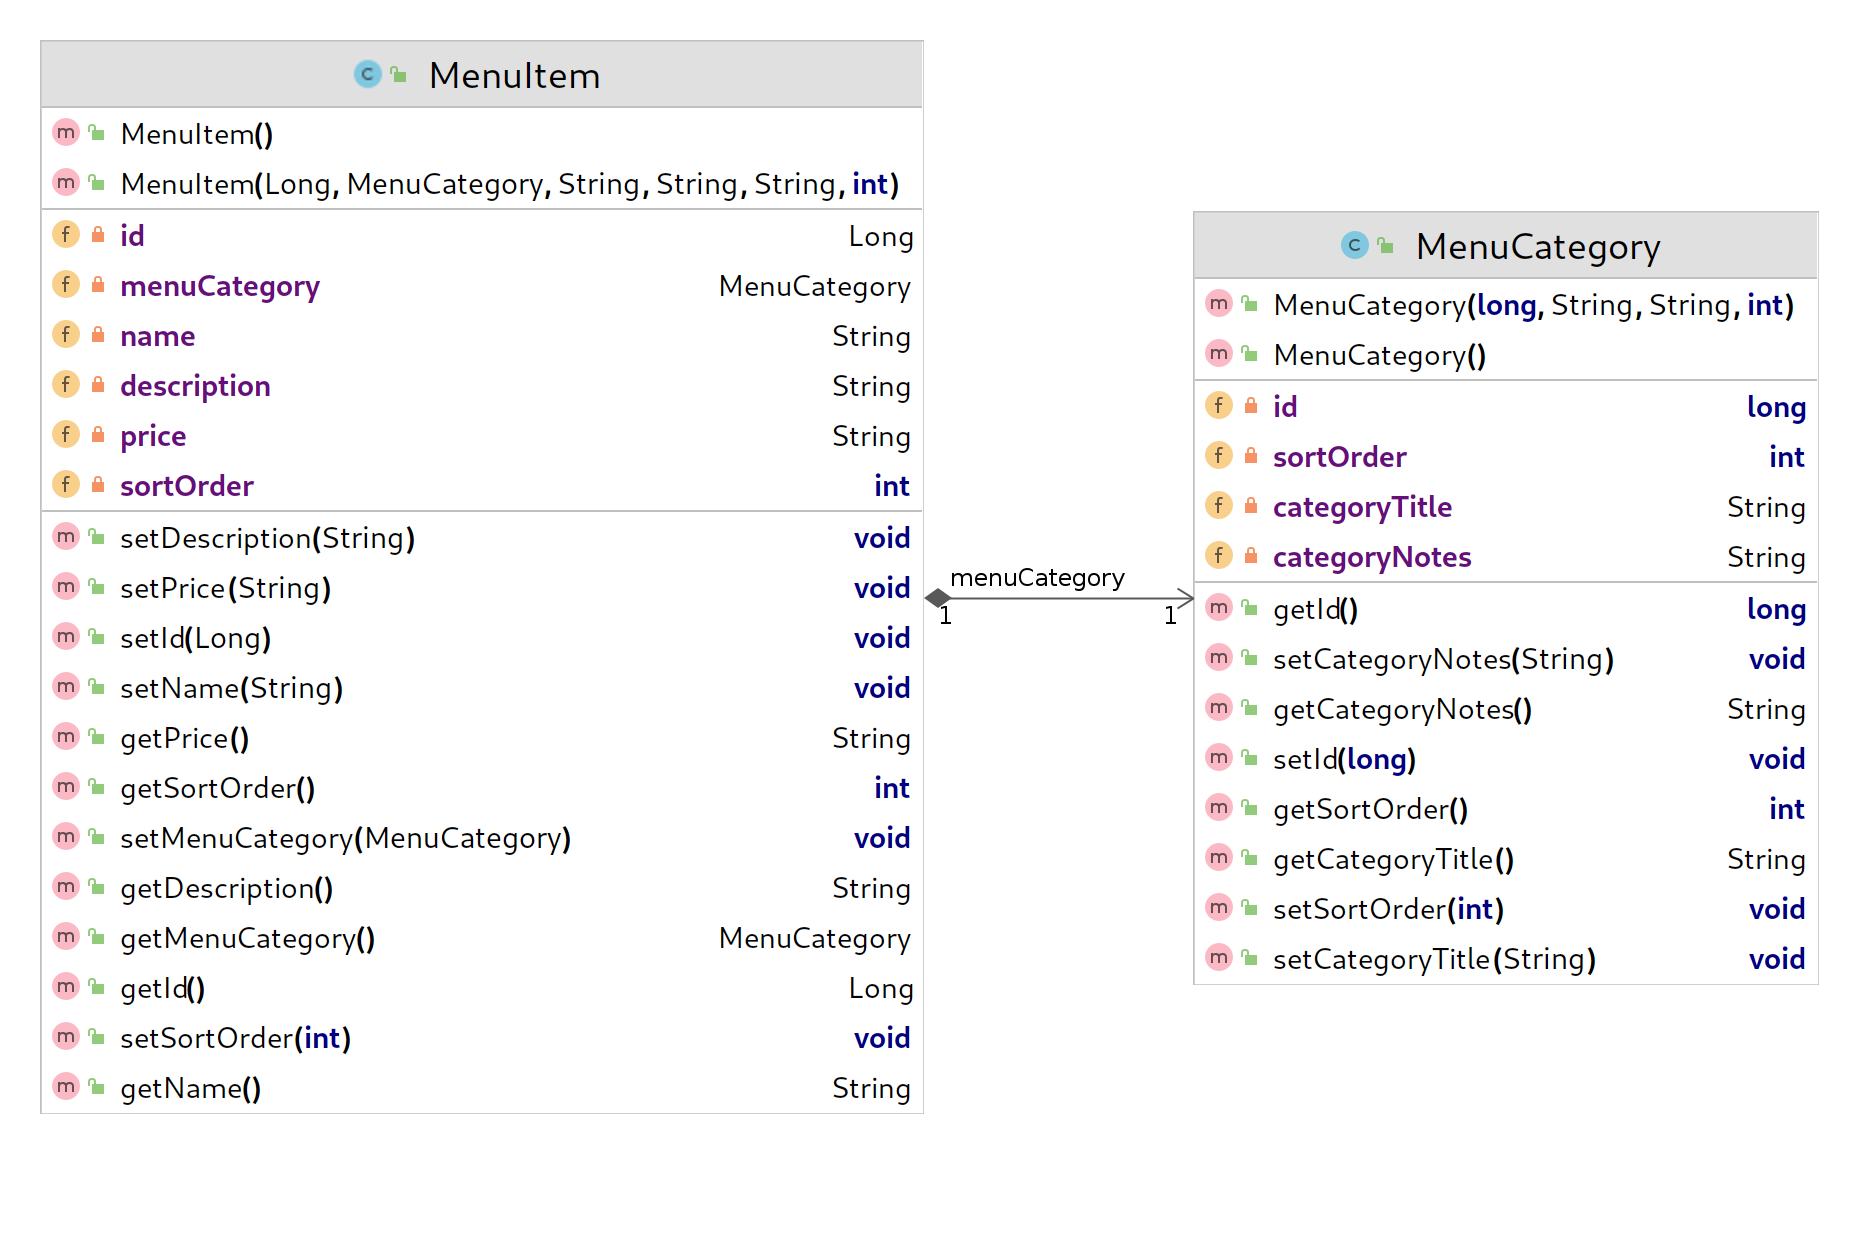 MenuItem
MenuItem()
MenuItem(Long, MenuCategory, String, String, String, int)
id Long
menuCategory MenuCategory
name String
description String
price String
sortOrder int
setDescription(String) void
setPrice(String) void
setId(Long) void
setName(String) void
getPrice() String
getSortOrder() int
setMenuCategory(MenuCategory) void
getDescription() String
getMenuCategory() MenuCategory
getId() Long
setSortOrder(int) void
getName() String
menuCategory
1 1
MenuCategory
MenuCategory(long, String, String, int)
MenuCategory()
id long
sortOrder int
categoryTitle String
categoryNotes String
getId() long
setCategoryNotes(String) void
getCategoryNotes() String
setId(long) void
getSortOrder() int
getCategoryTitle() String
setSortOrder(int) void
setCategoryTitle(String) void